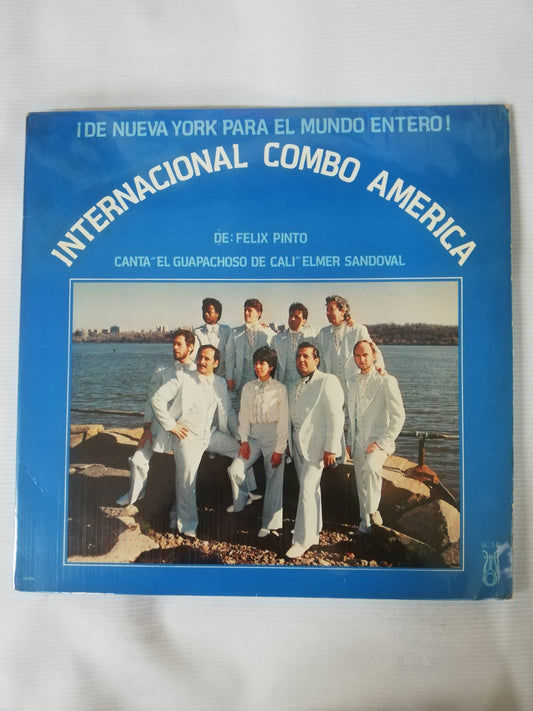 ¡DE NUEVA YORK PARA EL MUNDO ENTERO!
INTERNACIONAL COMBO AMERICA
DE: FELIX PINTO
CANTA "EL GUAPACHOSO DE CALI" ELMER SANDOVAL